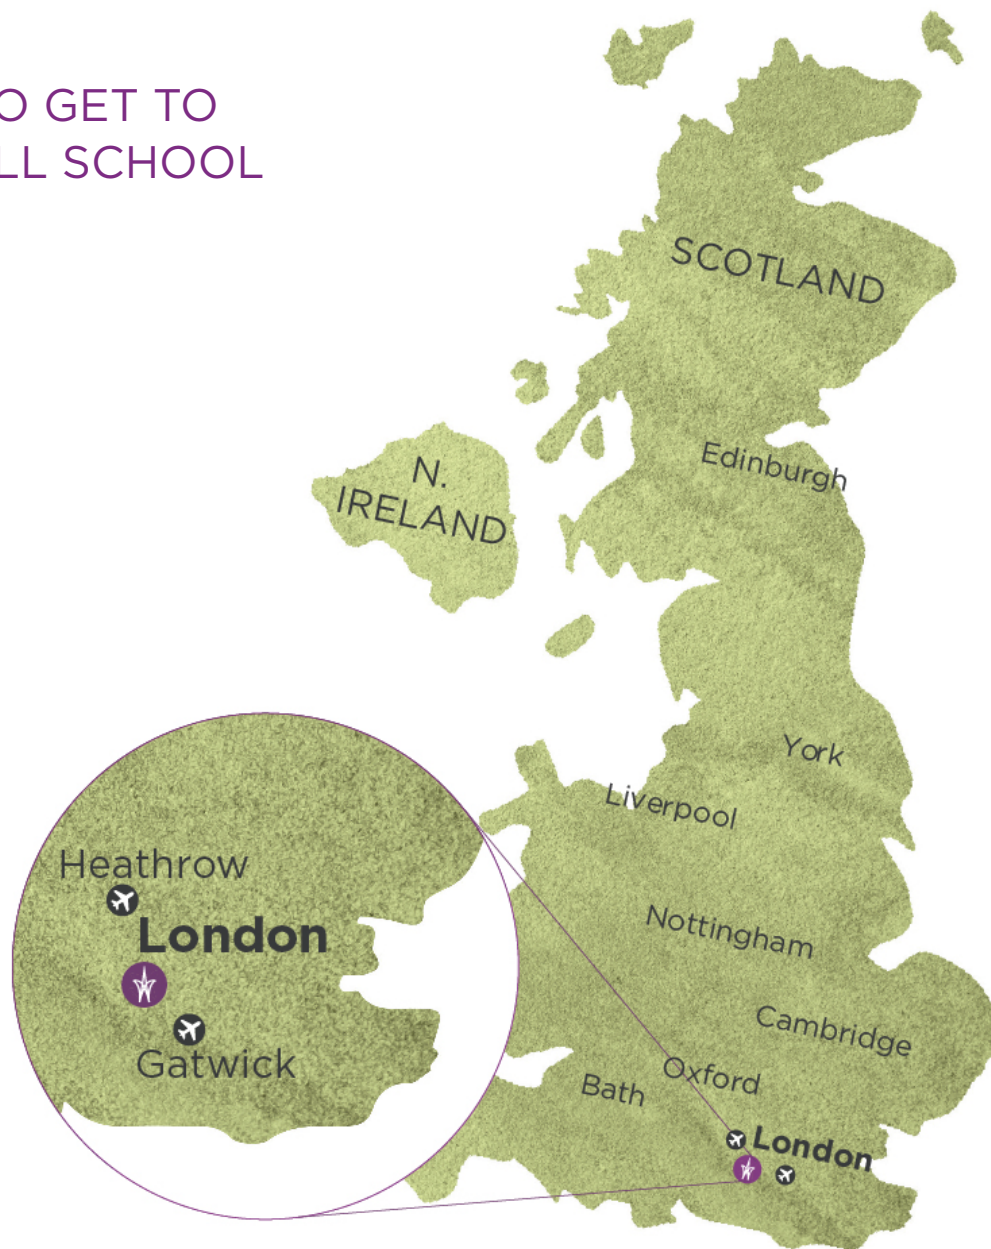 O GET TO
LL SCHOOL
SCOTLAND
Edinburgh
N.
IRELAND
York
Liverpool
Nottingham
Cambridge
Oxford
Bath
London
Heathrow
London
Gatwick